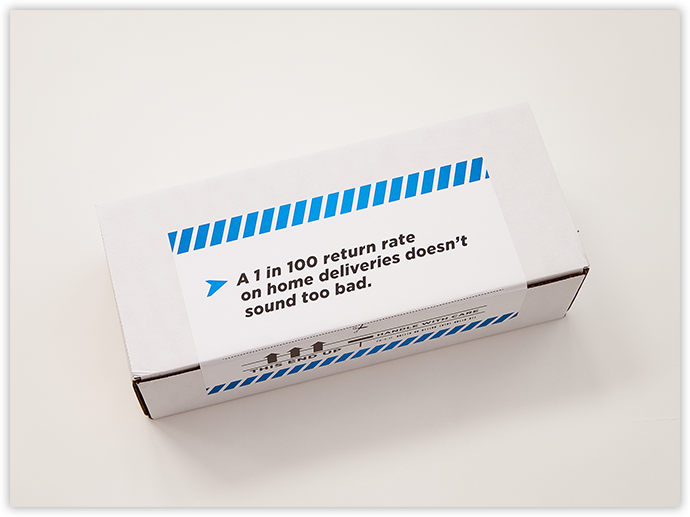 A 1 in 100 return rate
on home deliveries doesn't
sound too bad.
THIS END UP
HANDLE WITH CARE